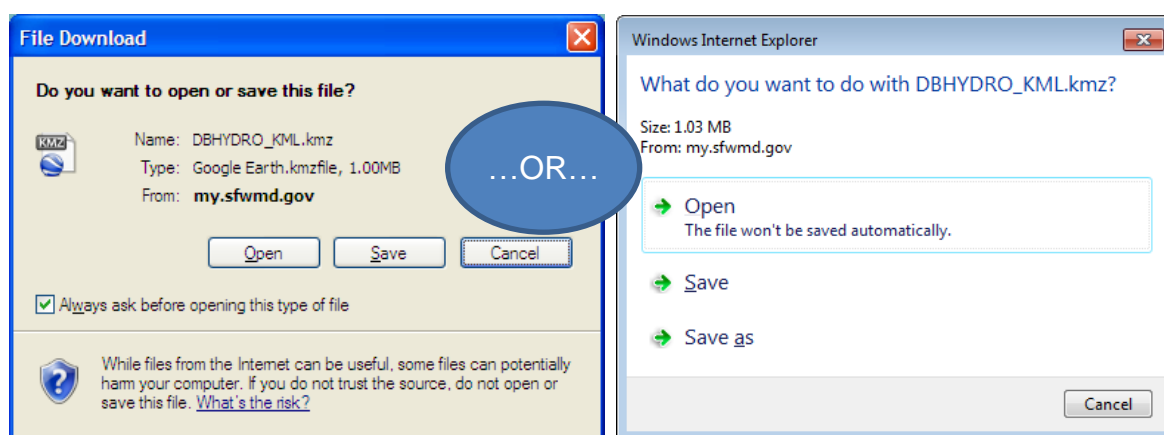 File Download
Do you want to open or save this file?
KMZ
Name: DBHYDRO_KML.kmz
Type: Google Earth.kmzfile, 1.00MB
From: my.sfwmd.gov
Open Save Cancel
Always ask before opening this type of file
While files from the Internet can be useful, some files can potentially
harm your computer. If you do not trust the source, do not open or
save this file. What's the risk?
...OR...
Windows Internet Explorer
What do you want to do with DBHYDRO_KML.kmz?
Size: 1.03 MB
From: my.sfwmd.gov
Open
The file won't be saved automatically.
Save
Save as
Cancel